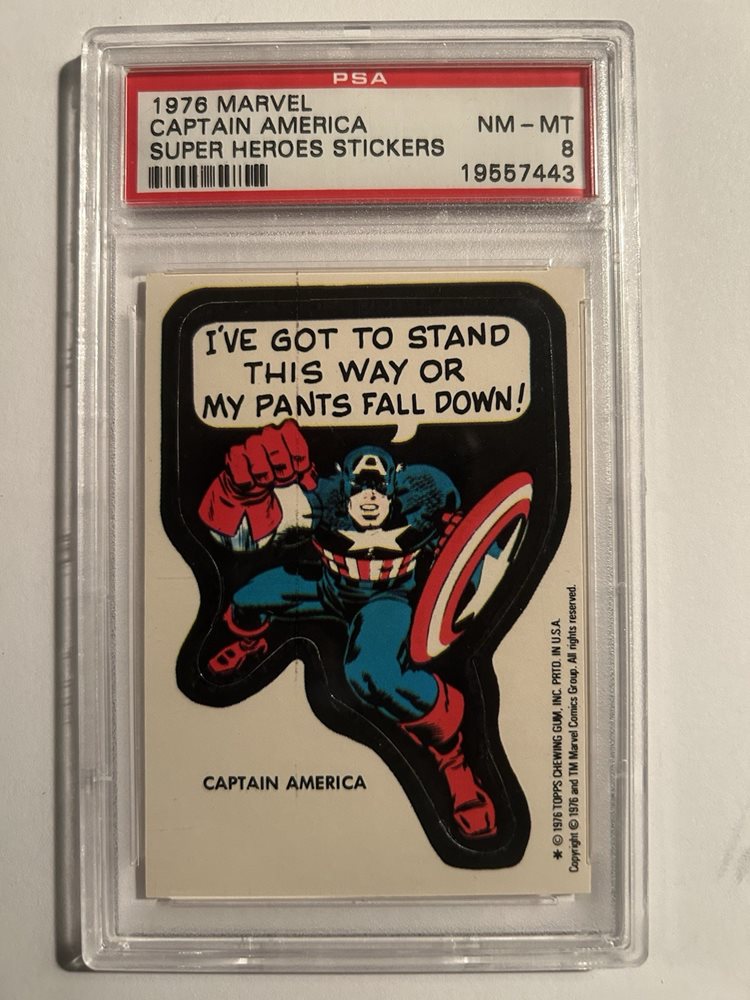 PSA
1976 MARVEL
CAPTAIN AMERICA
SUPER HEROES STICKERS
NM - MT
8
19557443
I'VE GOT TO STAND
THIS WAY OR
MY PANTS FALL DOWN!
CAPTAIN AMERICA
* © 1976 TOPPS CHEWING GUM, INC. PRTD. IN U.S.A.
Copyright © 1976 and TM Marvel Comics Group. All rights reserved.